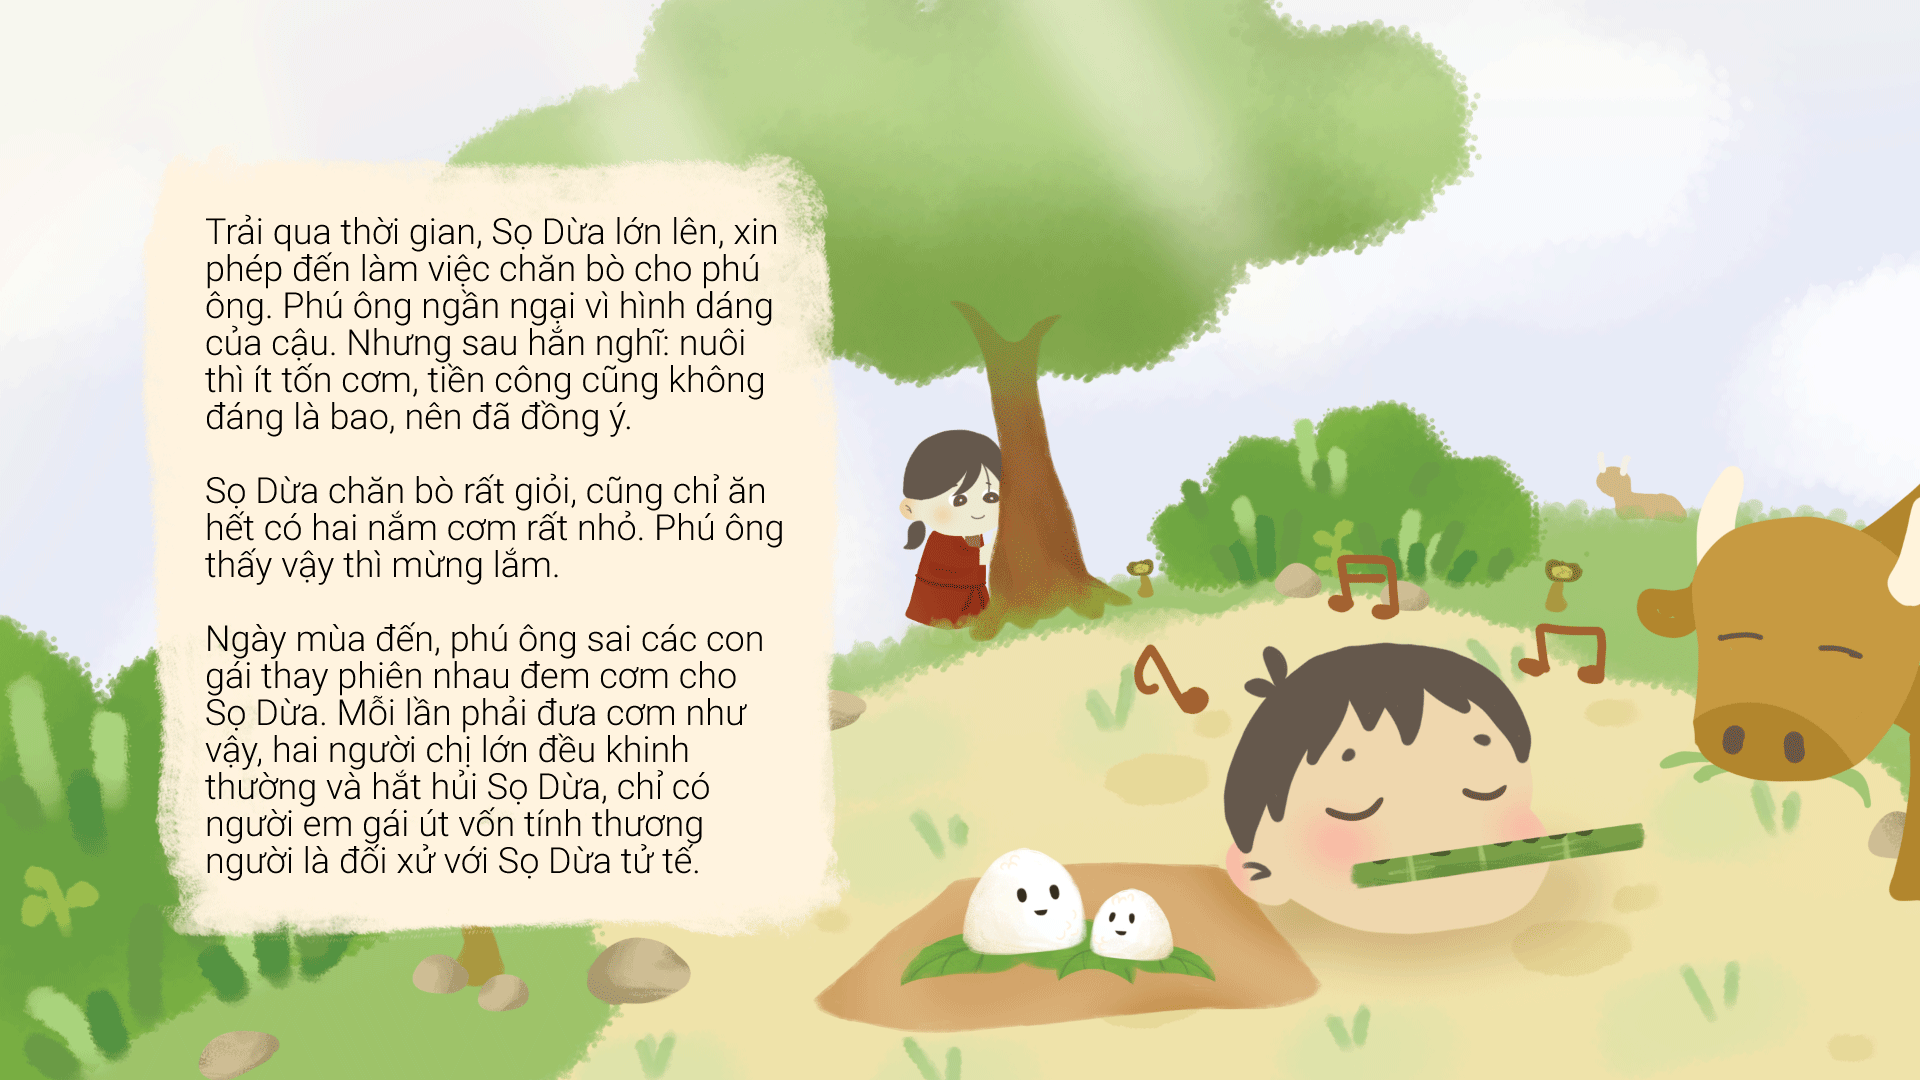 Trải qua thời gian, Sọ Dừa lớn lên, xin
phép đến làm việc chăn bò cho phú
ông. Phú ông ngần ngại vì hình dáng
của cậu. Nhưng sau hắn nghĩ: nuôi
thì ít tốn cơm, tiền công cũng không
đáng là bao, nên đã đồng ý.
Sọ Dừa chăn bò rất giỏi, cũng chỉ ăn
hết có hai nắm cơm rất nhỏ. Phú ông
thấy vậy thì mừng lắm.
Ngày mùa đến, phú ông sai các con
gái thay phiên nhau đem cơm cho
Sọ Dừa. Mỗi lần phải đưa cơm như
vậy, hai người chị lớn đều khinh
thường và hắt hủi Sọ Dừa, chỉ có
người em gái út vốn tính thương
người là đối xử với Sọ Dừa tử tế.